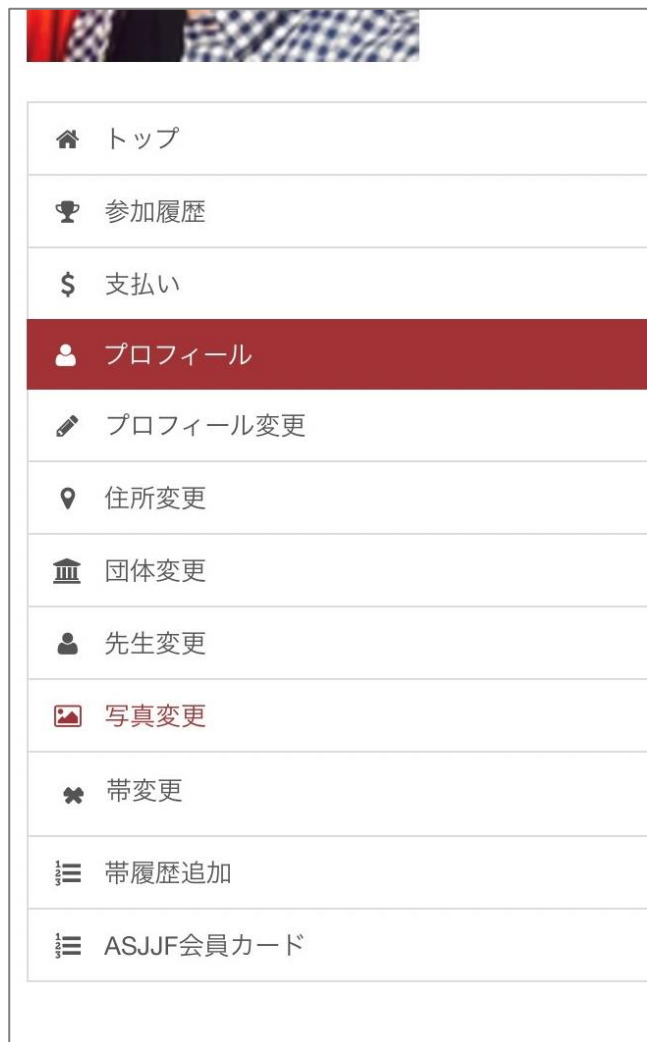 トップ
参加履歴
支払い
プロフィール
プロフィール変更
住所変更
団体変更
先生変更
写真変更
帯変更
帯履歴追加
ASJJF会員カード